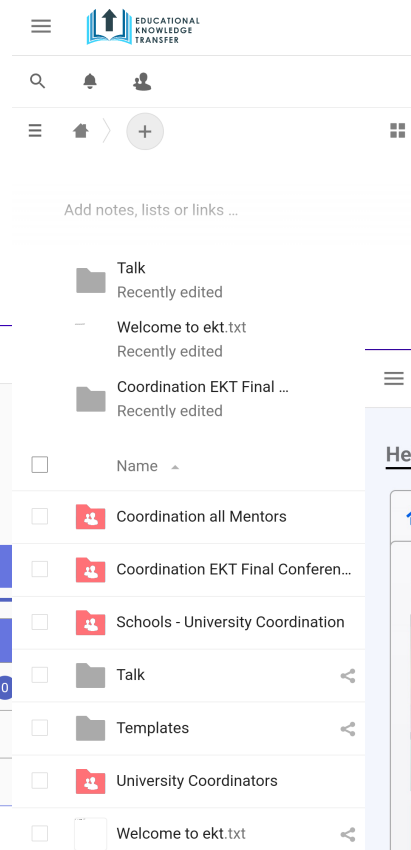 EDUCATIONAL
KNOWLEDGE
TRANSFER
Add notes, lists or links ...
Talk
Recently edited
Welcome to ekt.txt
Recently edited
Coordination EKT Final ...
Recently edited
Name
Coordination all Mentors
Coordination EKT Final Conferen...
Schools - University Coordination
Talk
Templates
University Coordinators
Welcome to ekt.txt
He
0